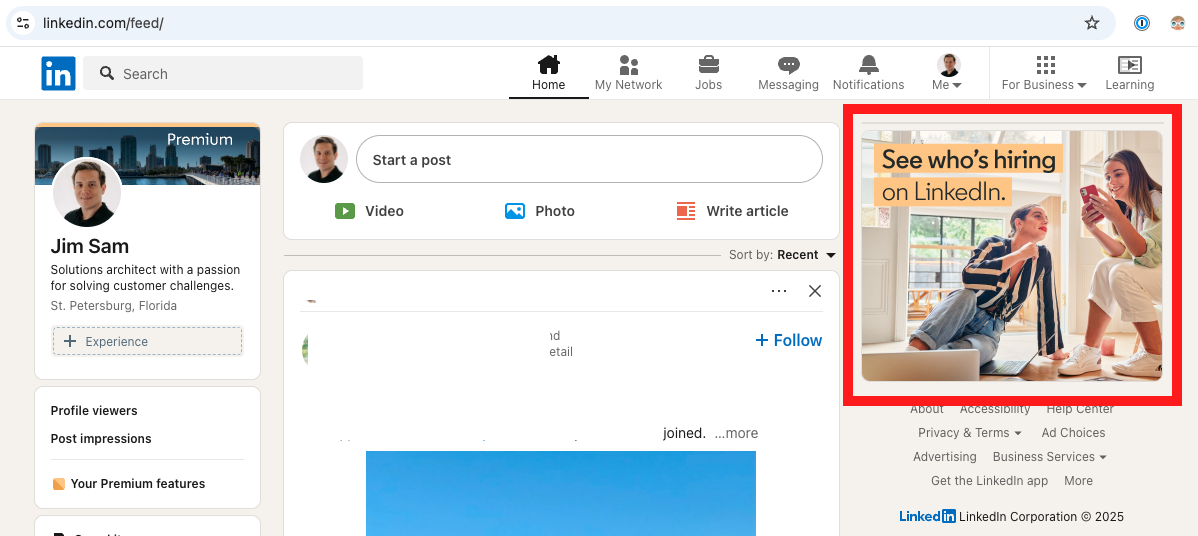 linkedin.com/feed/
in
Search
Home
My Network
Jobs
Messaging
Notifications
Me
For Business
Learning
Premium
Jim Sam
Solutions architect with a passion
for solving customer challenges.
St. Petersburg, Florida
+ Experience
Profile viewers
Post impressions
Your Premium features
Start a post
Video
Photo
Write article
Sort by: Recent
etail
+ Follow
joined. ...more
See who's hiring
on LinkedIn.
About Accessibility Help Center
Privacy & Terms Ad Choices
Advertising Business Services
Get the LinkedIn app More
LinkedIn LinkedIn Corporation © 2025